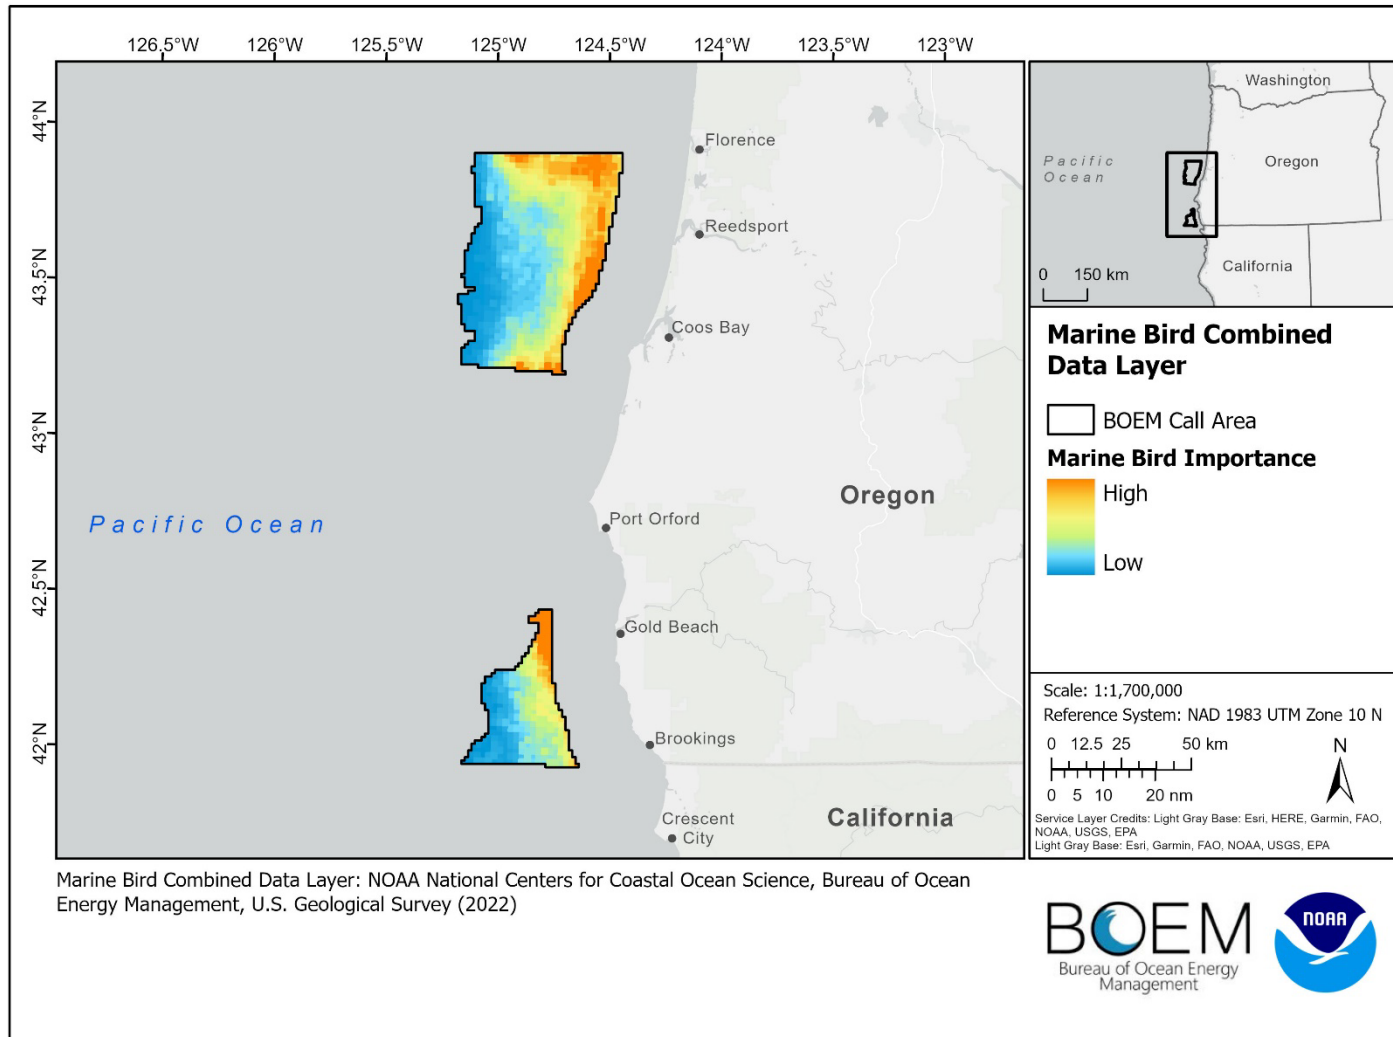 126.5°W 126°W 125.5°W 125°W 124.5°W 124°W 123.5°W 123°W
44°N
43.5°N
43°N
42.5°N
42°N
Florence
Reedsport
Coos Bay
Oregon
Pacific Ocean
Port Orford
Gold Beach
Brookings
Crescent
City
California
Washington
Pacific
Ocean
Oregon
California
0 150 km
Marine Bird Combined
Data Layer
BOEM Call Area
Marine Bird Importance
High
Low
Scale: 1:1,700,000
Reference System: NAD 1983 UTM Zone 10 N
0 12.5 25 50 km
0 5 10 20 nm
N
Service Layer Credits: Light Gray Base: Esri, HERE, Garmin, FAO,
NOAA, USGS, EPA
Light Gray Base: Esri, Garmin, FAO, NOAA, USGS, EPA
Marine Bird Combined Data Layer: NOAA National Centers for Coastal Ocean Science, Bureau of Ocean
Energy Management, U.S. Geological Survey (2022)
BOEM
Bureau of Ocean Energy
Management
NOAA